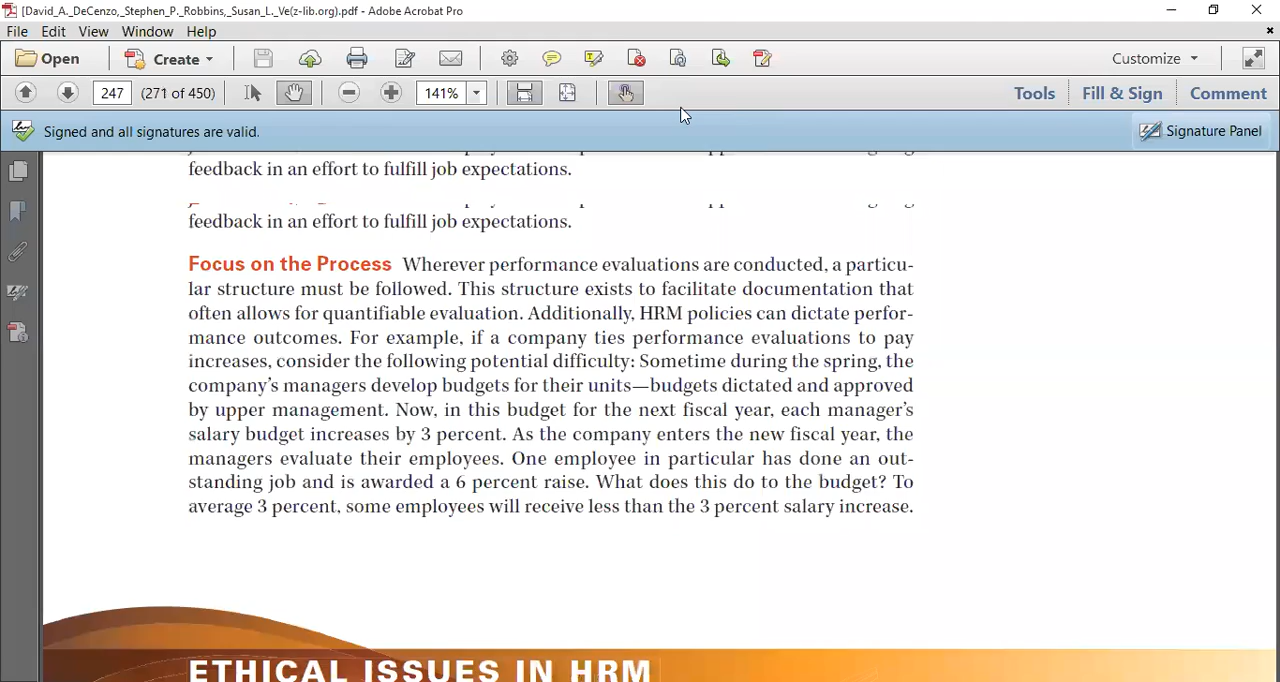 [David_A._DeCenzo,_Stephen_P._Robbins,_Susan_L._Ve(z-lib.org).pdf - Adobe Acrobat Pro
File Edit View Window Help
Open Create Customize
247 (271 of 450) 141% Tools Fill & Sign Comment
Signed and all signatures are valid. Signature Panel
feedback in an effort to fulfill job expectations.
feedback in an effort to fulfill job expectations.
Focus on the Process Wherever performance evaluations are conducted, a particu-
lar structure must be followed. This structure exists to facilitate documentation that
often allows for quantifiable evaluation. Additionally, HRM policies can dictate perfor-
mance outcomes. For example, if a company ties performance evaluations to pay
increases, consider the following potential difficulty: Sometime during the spring, the
company's managers develop budgets for their units—budgets dictated and approved
by upper management. Now, in this budget for the next fiscal year, each manager's
salary budget increases by 3 percent. As the company enters the new fiscal year, the
managers evaluate their employees. One employee in particular has done an out-
standing job and is awarded a 6 percent raise. What does this do to the budget? To
average 3 percent, some employees will receive less than the 3 percent salary increase.
ETHICAL ISSUES IN HRM